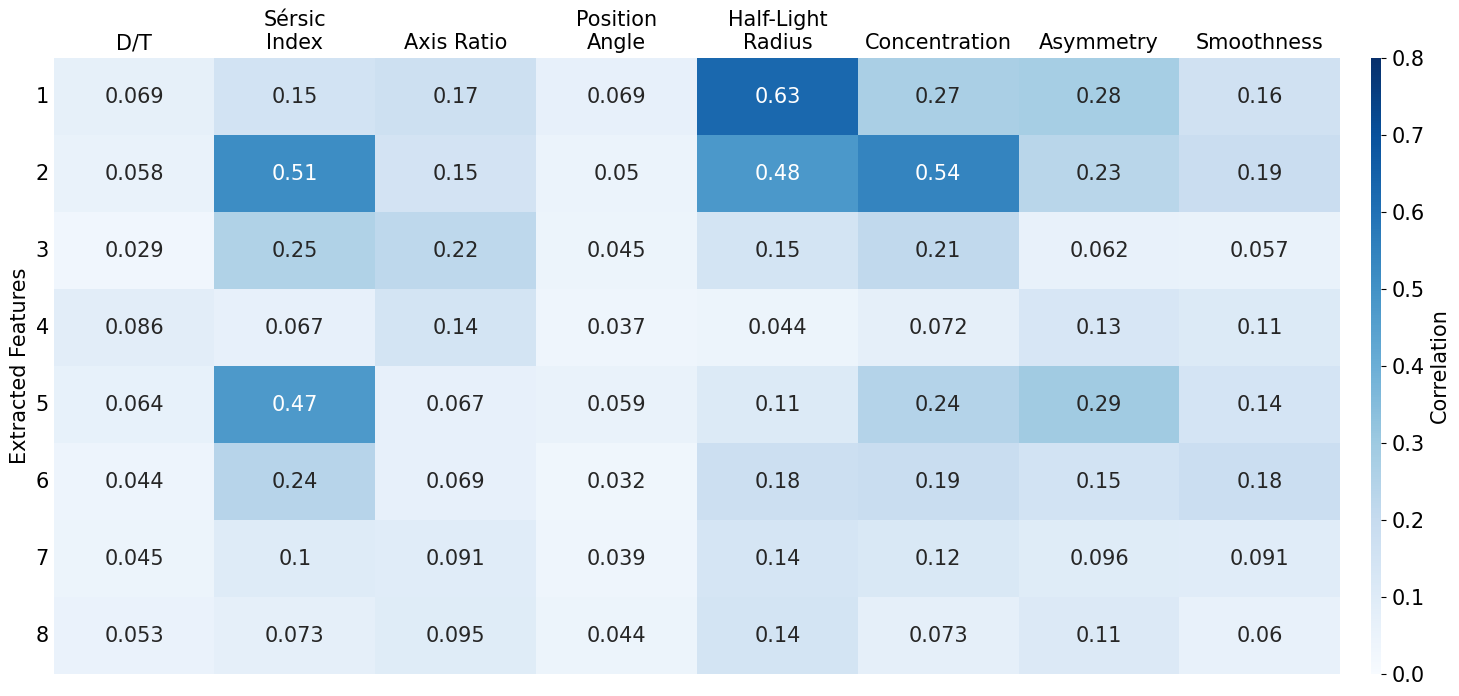 Sérsic
Index
Position
Angle
Half-Light
Radius
D/T
Axis Ratio
Concentration
Asymmetry
Smoothness
1 0.069 0.15 0.17 0.069 0.63 0.27 0.28 0.16
2 0.058 0.51 0.15 0.05 0.48 0.54 0.23 0.19
3 0.029 0.25 0.22 0.045 0.15 0.21 0.062 0.057
4 0.086 0.067 0.14 0.037 0.044 0.072 0.13 0.11
5 0.064 0.47 0.067 0.059 0.11 0.24 0.29 0.14
6 0.044 0.24 0.069 0.032 0.18 0.19 0.15 0.18
7 0.045 0.1 0.091 0.039 0.14 0.12 0.096 0.091
8 0.053 0.073 0.095 0.044 0.14 0.073 0.11 0.06
Extracted Features
0.8
0.7
0.6
0.5
0.4
0.3
0.2
0.1
0.0
Correlation